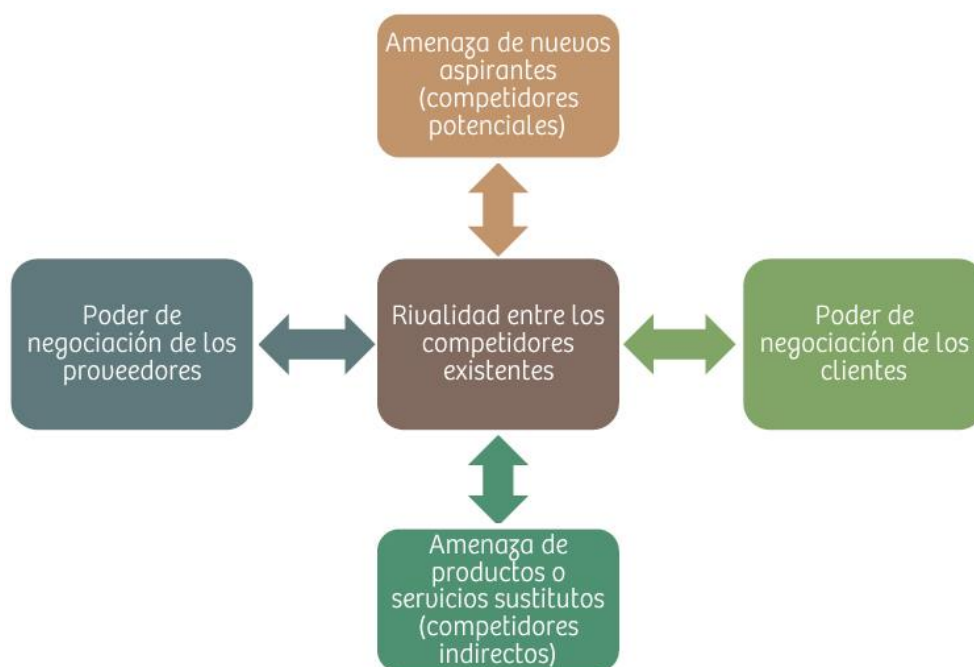 Amenaza de nuevos
aspirantes
(competidores
potenciales)
Poder de
negociación de los
proveedores
Rivalidad entre los
competidores
existentes
Poder de
negociación de los
clientes
Amenaza de
productos o
servicios sustitutos
(competidores
indirectos)